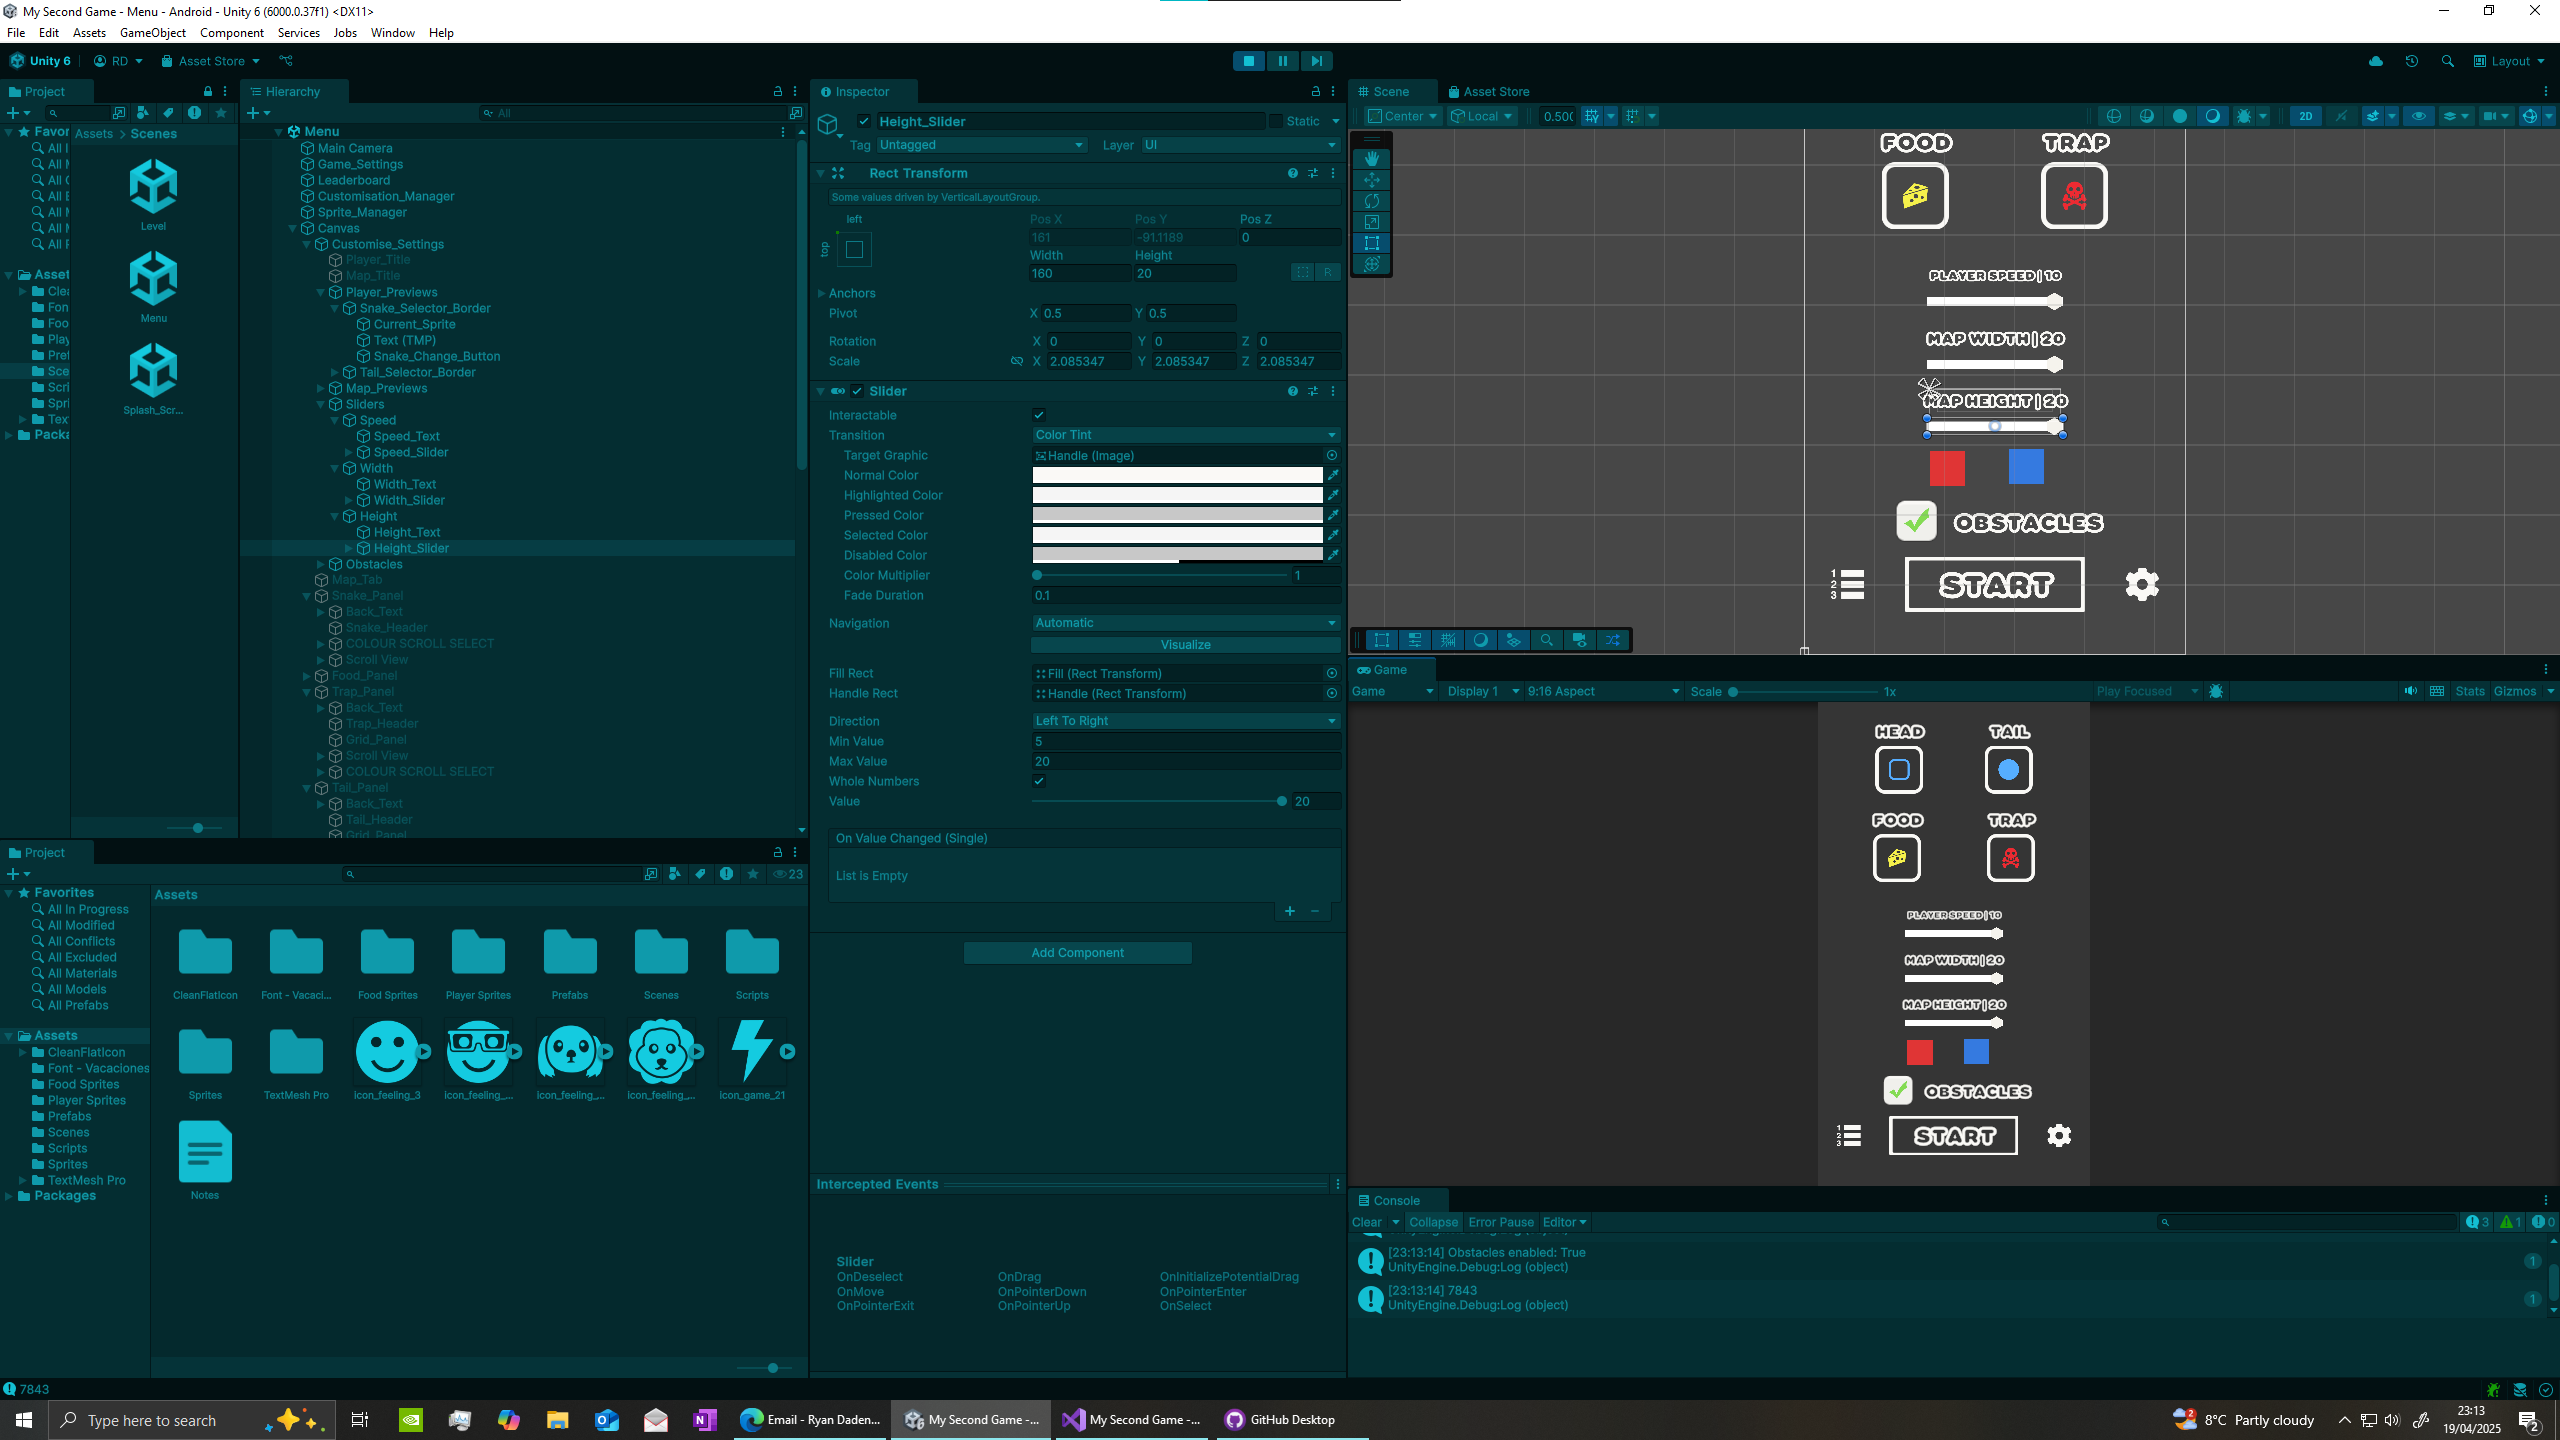 My Second Game - Menu - Android - Unity 6 (6000.0.37f1) <DX11>
File Edit Assets GameObject Component Services Jobs Window Help
Unity 6 RD Asset Store Layout
Project
Favor
All I
All M
All C
All E
All M
All M
All P
Asset
Clea
Fon
Foo
Play
Pref
Sce
Scri
Spri
Text
Packa
Assets > Scenes
Level
Menu
Splash_Scr...
Hierarchy
All
Menu
Main Camera
Game_Settings
Leaderboard
Customisation_Manager
Sprite_Manager
Canvas
Customise_Settings
Player_Title
Map_Title
Player_Previews
Snake_Selector_Border
Current_Sprite
Text (TMP)
Snake_Change_Button
Tail_Selector_Border
Map_Previews
Sliders
Speed
Speed_Text
Speed_Slider
Width
Width_Text
Width_Slider
Height
Height_Text
Height_Slider
Obstacles
Map_Tab
Snake_Panel
Back_Text
Snake_Header
COLOUR SCROLL SELECT
Scroll View
Food_Panel
Trap_Panel
Back_Text
Trap_Header
Grid_Panel
Scroll View
COLOUR SCROLL SELECT
Tail_Panel
Back_Text
Tail_Header
Grid_Panel
Inspector
Height_Slider Static
Tag Untagged Layer UI
Rect Transform
Some values driven by VerticalLayoutGroup.
left Pos X Pos Y Pos Z
top 161 -91.1189 0
Width Height
160 20 R
Anchors
Pivot X 0.5 Y 0.5
Rotation X 0 Y 0 Z 0
Scale X 2.085347 Y 2.085347 Z 2.085347
Slider
Interactable
Transition Color Tint
Target Graphic Handle (Image)
Normal Color
Highlighted Color
Pressed Color
Selected Color
Disabled Color
Color Multiplier 1
Fade Duration 0.1
Navigation Automatic
Visualize
Fill Rect Fill (Rect Transform)
Handle Rect Handle (Rect Transform)
Direction Left To Right
Min Value 5
Max Value 20
Whole Numbers
Value 20
On Value Changed (Single)
List is Empty
+ −
Add Component
Intercepted Events
Slider
OnDeselect OnDrag OnInitializePotentialDrag
OnMove OnPointerDown OnPointerEnter
OnPointerExit OnPointerUp OnSelect
Scene Asset Store
Center Local 0.500 2D
FOOD TRAP
PLAYER SPEED | 10
MAP WIDTH | 20
MAP HEIGHT | 20
OBSTACLES
1
2
3
START
Game
Game Display 1 9:16 Aspect Scale 1x Play Focused Stats Gizmos
HEAD TAIL
FOOD TRAP
PLAYER SPEED | 10
MAP WIDTH | 20
MAP HEIGHT | 20
OBSTACLES
1
2
3
START
Console
Clear Collapse Error Pause Editor 3 1 0
UnityEngine.Debug:Log (object)
[23:13:14] Obstacles enabled: True
UnityEngine.Debug:Log (object)
1
[23:13:14] 7843
UnityEngine.Debug:Log (object)
1
Project
23
Favorites
All In Progress
All Modified
All Conflicts
All Excluded
All Materials
All Models
All Prefabs
Assets
CleanFlatIcon
Font - Vacaciones
Food Sprites
Player Sprites
Prefabs
Scenes
Scripts
Sprites
TextMesh Pro
Packages
Assets
CleanFlatIcon Font - Vacaci... Food Sprites Player Sprites Prefabs Scenes Scripts
Sprites TextMesh Pro icon_feeling_3 icon_feeling_... icon_feeling_... icon_feeling_... icon_game_21
Notes
7843
Type here to search
Email - Ryan Daden...
My Second Game -...
My Second Game -...
GitHub Desktop
2
8°C Partly cloudy
23:13
19/04/2025
2